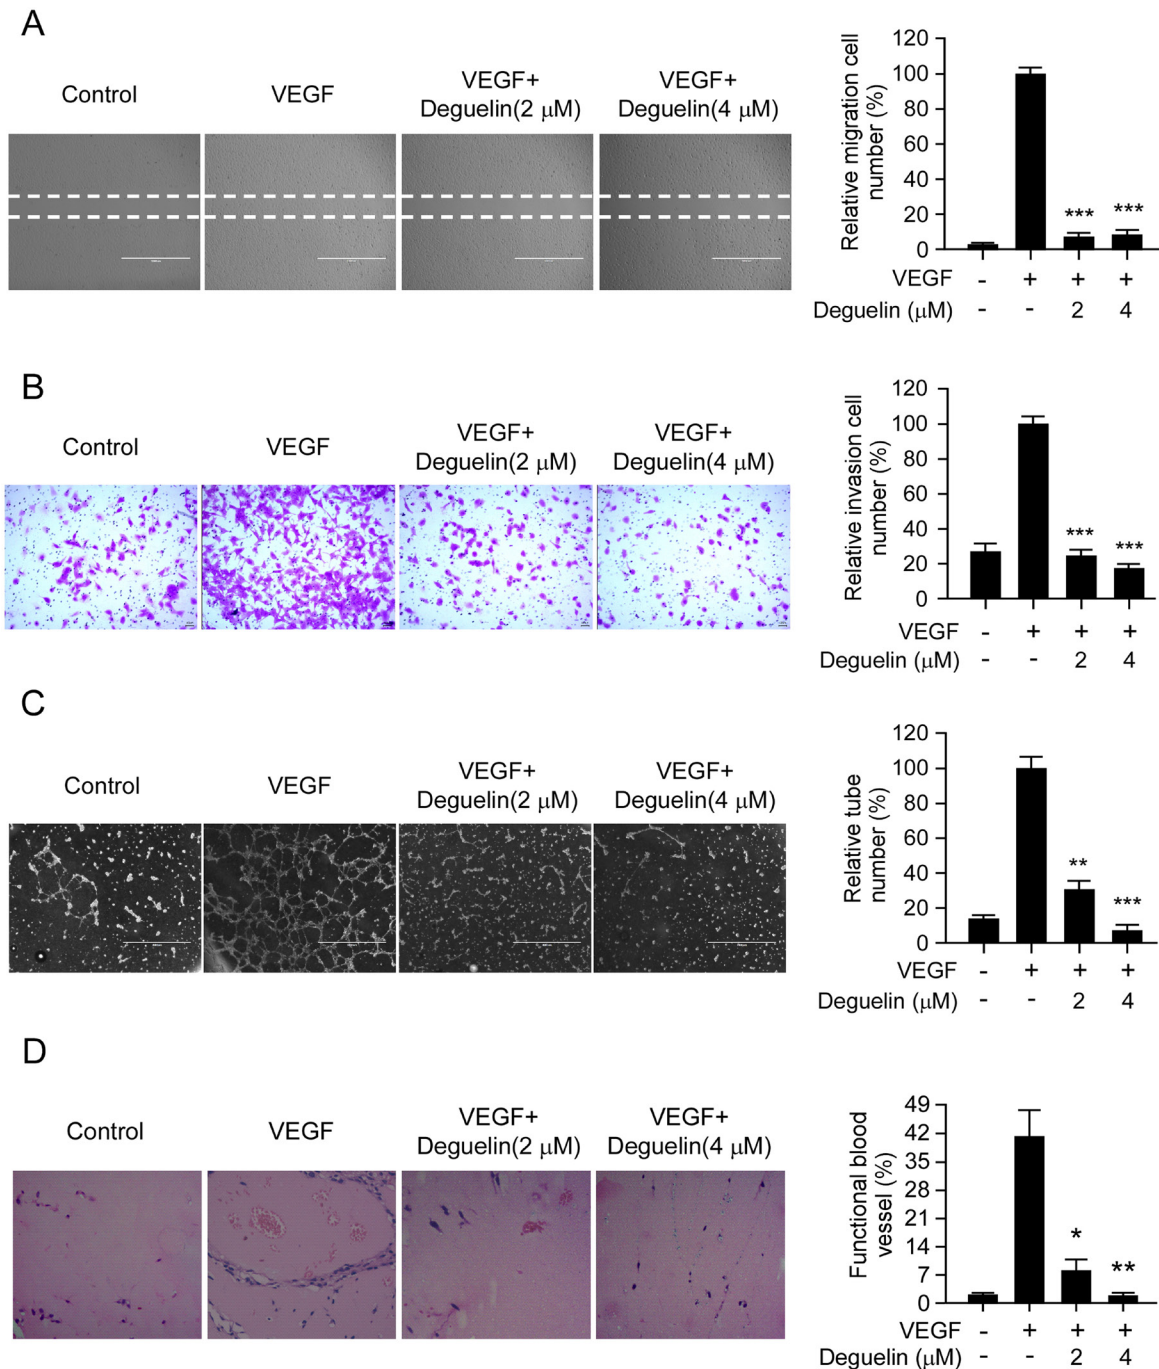 A
Control
VEGF
VEGF+
Deguelin(2 μM)
VEGF+
Deguelin(4 μM)
Relative migration cell
number (%)
120
100
80
60
40
20
0
*** ***
VEGF - + + +
Deguelin (μM) - - 2 4
B
Control
VEGF
VEGF+
Deguelin(2 μM)
VEGF+
Deguelin(4 μM)
Relative invasion cell
number (%)
120
100
80
60
40
20
0
*** ***
VEGF - + + +
Deguelin (μM) - - 2 4
C
Control
VEGF
VEGF+
Deguelin(2 μM)
VEGF+
Deguelin(4 μM)
Relative tube
number (%)
120
100
80
60
40
20
0
** ***
VEGF - + + +
Deguelin (μM) - - 2 4
D
Control
VEGF
VEGF+
Deguelin(2 μM)
VEGF+
Deguelin(4 μM)
Functional blood
vessel (%)
49
42
35
28
21
14
7
0
* **
VEGF - + + +
Deguelin (μM) - - 2 4